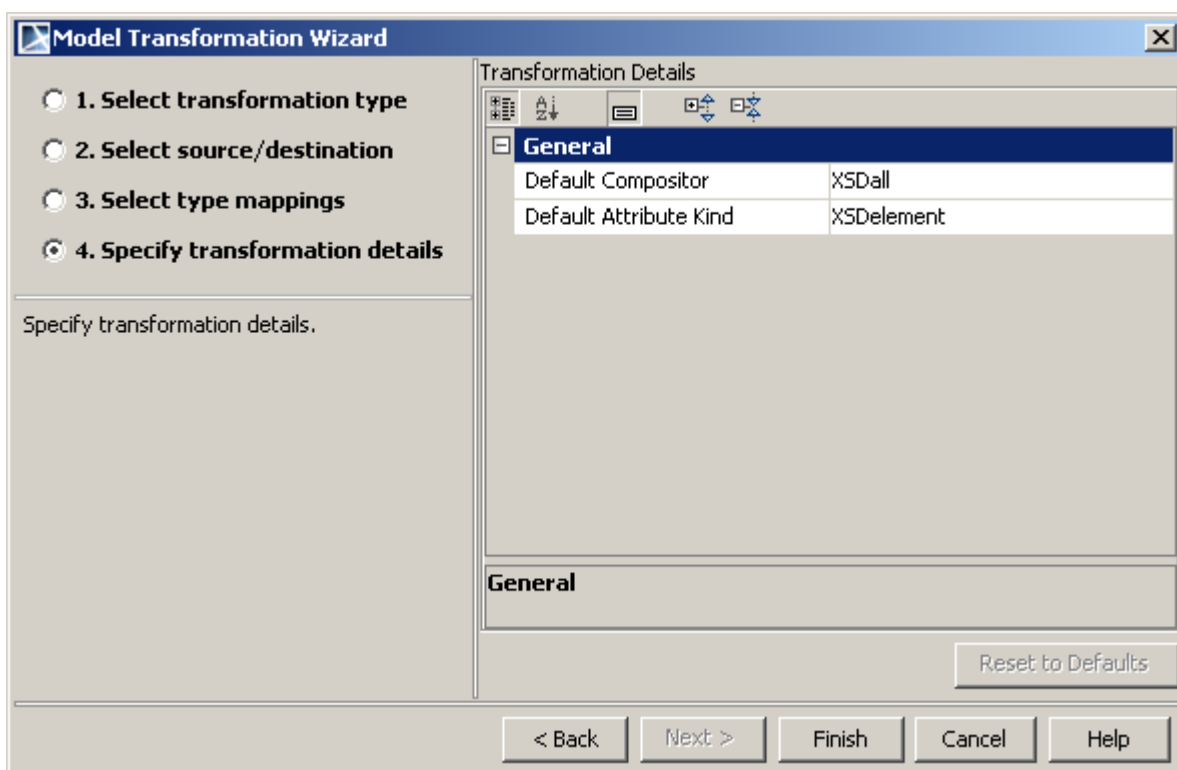 Model Transformation Wizard
1. Select transformation type
2. Select source/destination
3. Select type mappings
4. Specify transformation details
Specify transformation details.
Transformation Details
General
Default Compositor XSDall
Default Attribute Kind XSDelement
General
Reset to Defaults
< Back Next > Finish Cancel Help